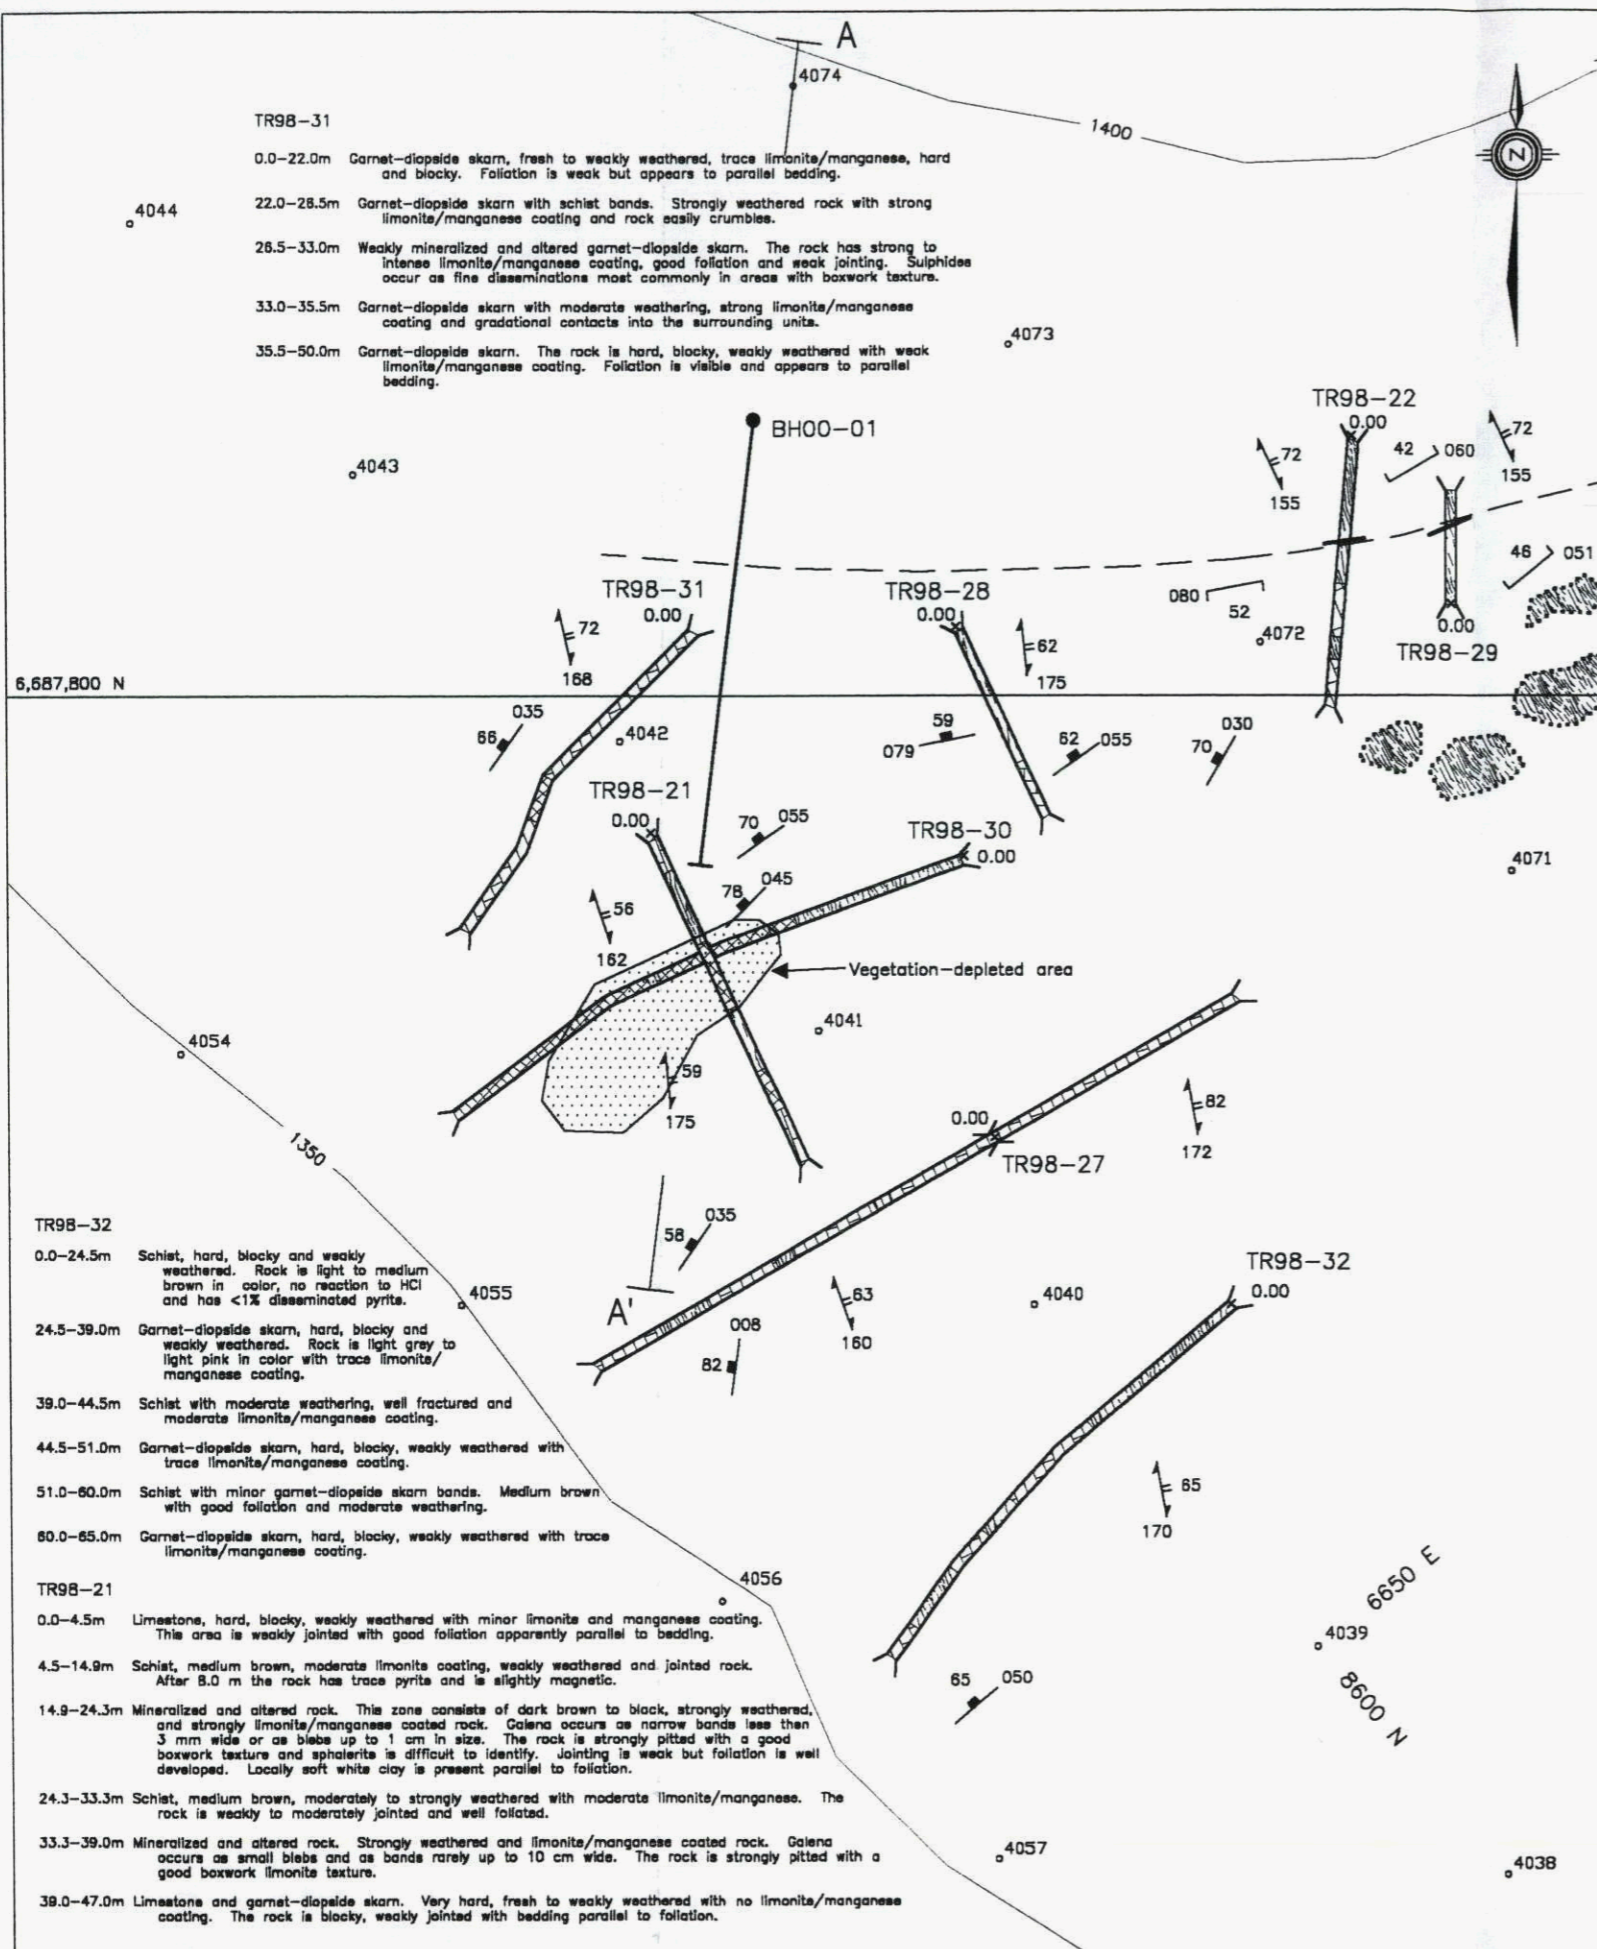 A
4074
1400
N
TR98-31
0.0-22.0m Garnet-diopside skarn, fresh to weakly weathered, trace limonite/manganese, hard
and blocky. Foliation is weak but appears to parallel bedding.
22.0-26.5m Garnet-diopside skarn with schist bands. Strongly weathered rock with strong
limonite/manganese coating and rock easily crumbles.
26.5-33.0m Weakly mineralized and altered garnet-diopside skarn. The rock has strong to
intense limonite/manganese coating, good foliation and weak jointing. Sulphides
occur as fine disseminations most commonly in areas with boxwork texture.
33.0-35.5m Garnet-diopside skarn with moderate weathering, strong limonite/manganese
coating and gradational contacts into the surrounding units.
35.5-50.0m Garnet-diopside skarn. The rock is hard, blocky, weakly weathered with weak
limonite/manganese coating. Foliation is visible and appears to parallel
bedding.
4044
4073
4043
BH00-01
TR98-22
0.00
42
060
72
155
72
155
46
051
TR98-31
0.00
72
168
TR98-28
0.00
62
175
080
52
4072
0.00
TR98-29
6,687,800 N
035
66
4042
59
079
62
055
030
70
TR98-21
0.00
70
055
TR98-30
0.00
4071
78
045
56
162
Vegetation-depleted area
4041
4054
59
175
0.00
TR98-27
82
172
1350
035
58
A'
63
160
4040
008
82
4055
TR98-32
0.00
65
170
TR98-32
0.0-24.5m Schist, hard, blocky and weakly
weathered. Rock is light to medium
brown in color, no reaction to HCl
and has <1% disseminated pyrite.
24.5-39.0m Garnet-diopside skarn, hard, blocky and
weakly weathered. Rock is light grey to
light pink in color with trace limonite/
manganese coating.
39.0-44.5m Schist with moderate weathering, well fractured and
moderate limonite/manganese coating.
44.5-51.0m Garnet-diopside skarn, hard, blocky, weakly weathered with
trace limonite/manganese coating.
51.0-60.0m Schist with minor garnet-diopside skarn bands. Medium brown
with good foliation and moderate weathering.
60.0-65.0m Garnet-diopside skarn, hard, blocky, weakly weathered with trace
limonite/manganese coating.
4056
6650 E
4039
8600 N
65
050
4057
4038
TR98-21
0.0-4.5m Limestone, hard, blocky, weakly weathered with minor limonite and manganese coating.
This area is weakly jointed with good foliation apparently parallel to bedding.
4.5-14.9m Schist, medium brown, moderate limonite coating, weakly weathered and jointed rock.
After 8.0 m the rock has trace pyrite and is slightly magnetic.
14.9-24.3m Mineralized and altered rock. This zone consists of dark brown to black, strongly weathered,
and strongly limonite/manganese coated rock. Galena occurs as narrow bands less then
3 mm wide or as blebs up to 1 cm in size. The rock is strongly pitted with a good
boxwork texture and sphalerite is difficult to identify. Jointing is weak but foliation is well
developed. Locally soft white clay is present parallel to foliation.
24.3-33.3m Schist, medium brown, moderately to strongly weathered with moderate limonite/manganese. The
rock is weakly to moderately jointed and well foliated.
33.3-39.0m Mineralized and altered rock. Strongly weathered and limonite/manganese coated rock. Galena
occurs as small blebs and as bands rarely up to 10 cm wide. The rock is strongly pitted with a
good boxwork limonite texture.
39.0-47.0m Limestone and garnet-diopside skarn. Very hard, fresh to weakly weathered with no limonite/manganese
coating. The rock is blocky, weakly jointed with bedding parallel to foliation.